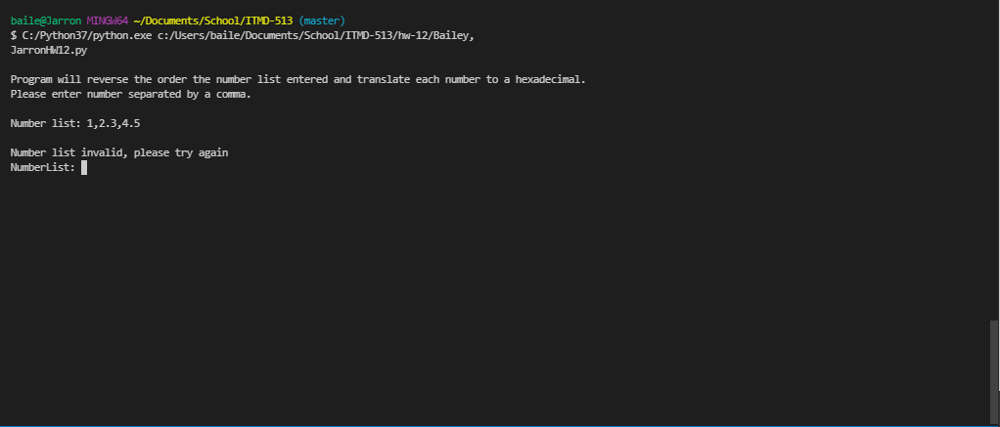 baile@Jarron MINGW64 ~/Documents/School/ITMD-513 (master)
$ C:/Python37/python.exe c:/Users/baile/Documents/School/ITMD-513/hw-12/Bailey,
JarronHW12.py
Program will reverse the order the number list entered and translate each number to a hexadecimal.
Please enter number separated by a comma.
Number list: 1,2.3,4.5
Number list invalid, please try again
NumberList: